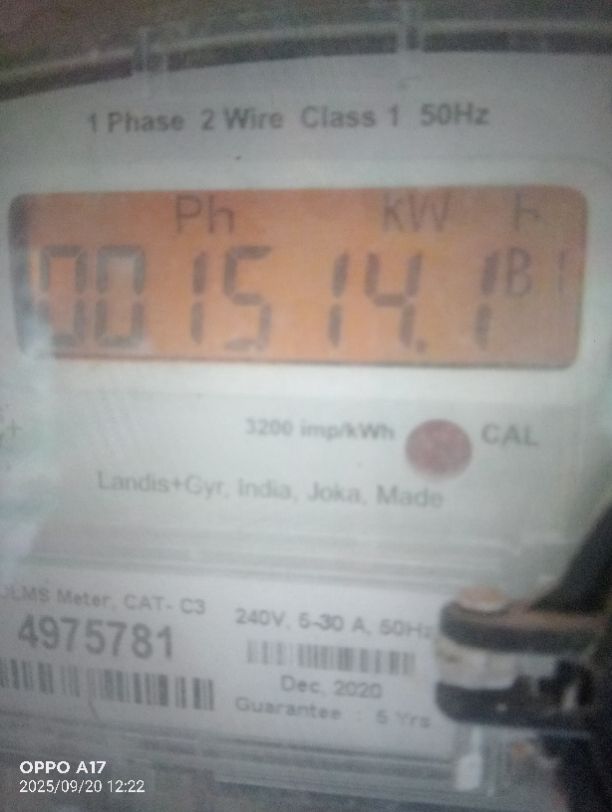 1 Phase 2 Wire Class 1 50Hz
Ph kW h
001514.1 B1
3200 imp/kWh CAL
Landis+Gyr, India, Joka, Made
DLMS Meter, CAT- C3
4975781
240V, 5-30 A, 50Hz
Dec, 2020
Guarantee : 5 Yrs
OPPO A17
2025/09/20 12:22